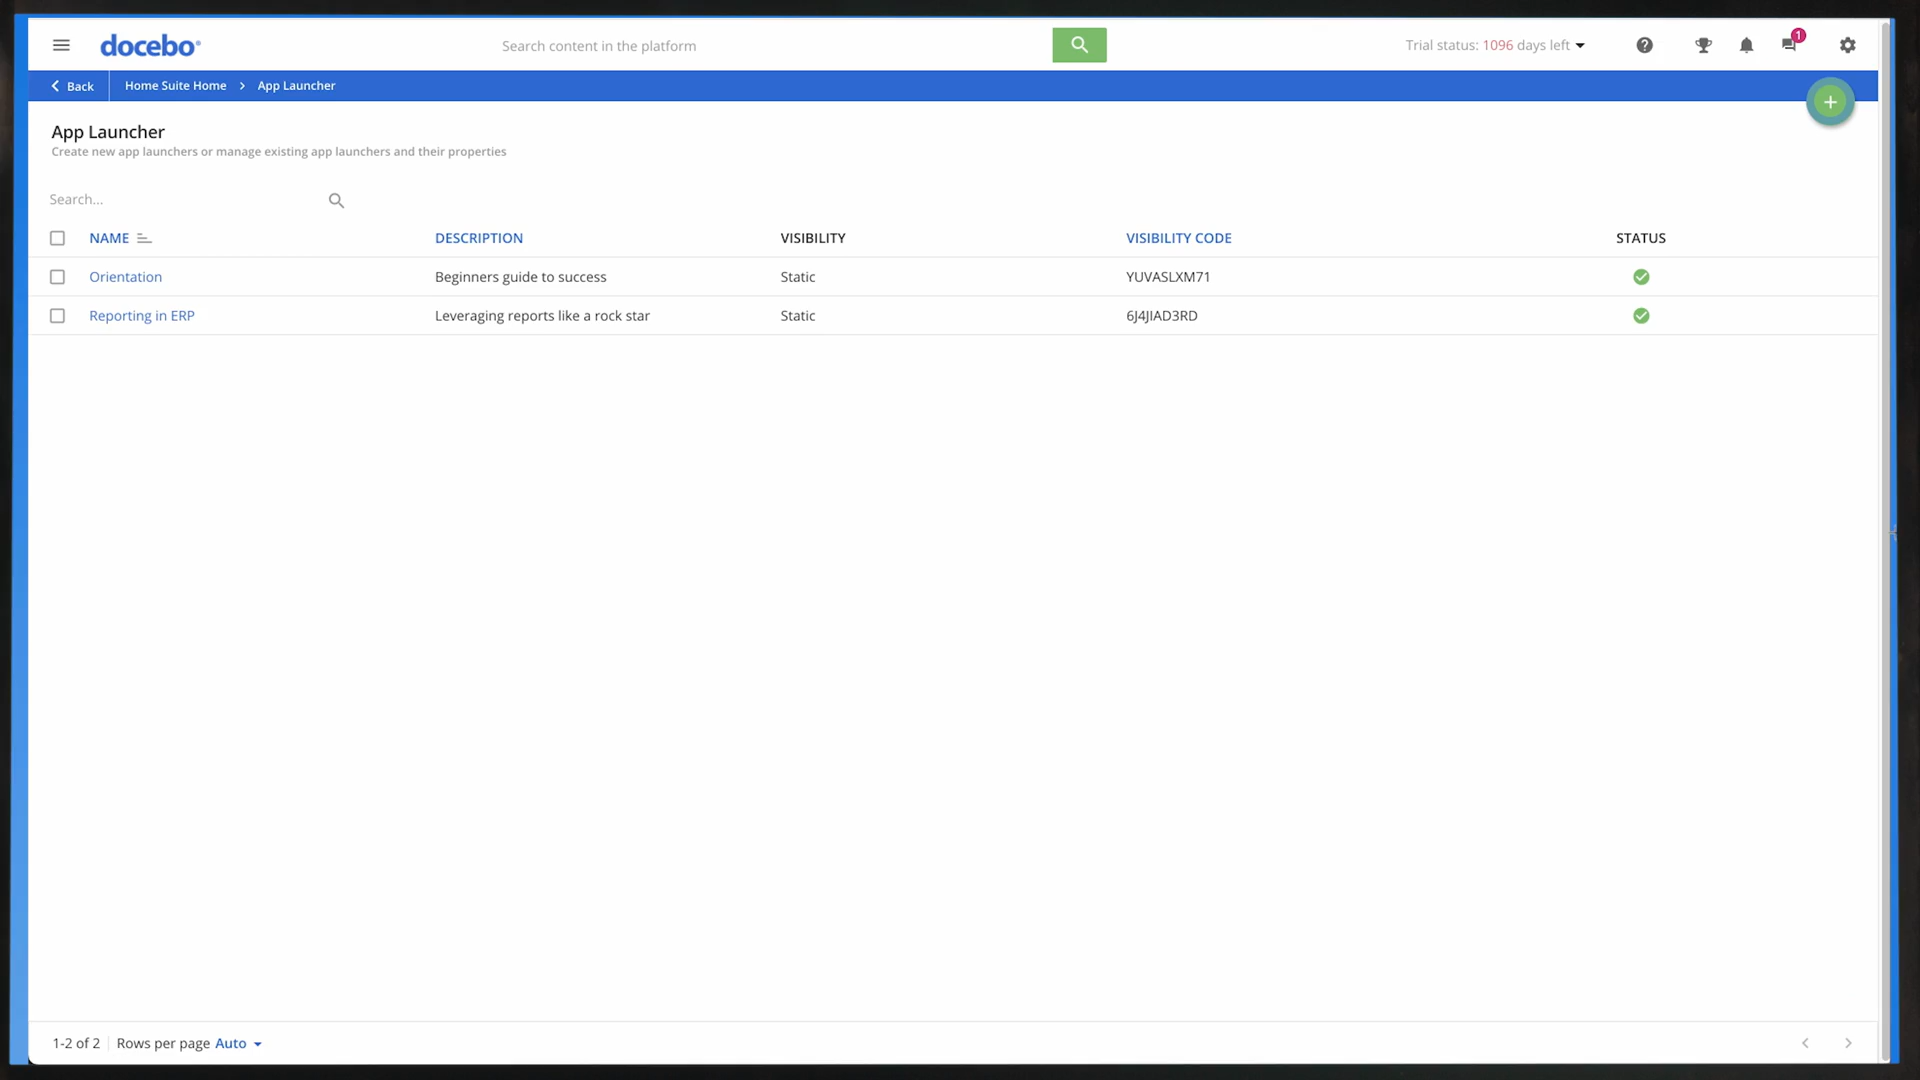 docebo
Search content in the platform
Trial status: 1096 days left
1
Back
Home Suite Home > App Launcher
App Launcher
Create new app launchers or manage existing app launchers and their properties
Search...
NAME DESCRIPTION VISIBILITY VISIBILITY CODE STATUS
Orientation Beginners guide to success Static YUVASLXM71
Reporting in ERP Leveraging reports like a rock star Static 6J4JIAD3RD
1-2 of 2 Rows per page Auto